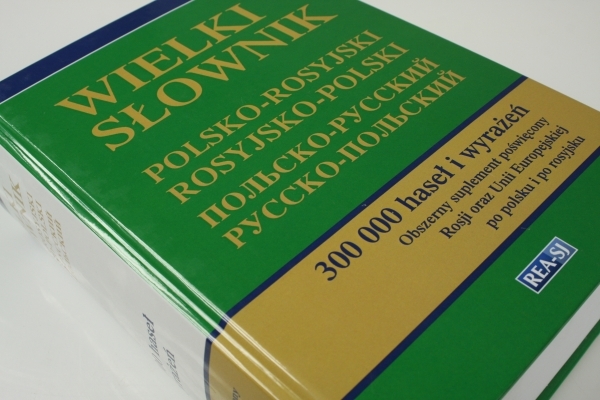 WIELKI
SŁOWNIK
POLSKO-ROSYJSKI
ROSYJSKO-POLSKI
ПОЛЬСКО-РУССКИЙ
РУССКО-ПОЛЬСКИЙ
300 000 haseł i wyrażeń
Obszerny suplement poświęcony
Rosji oraz Unii Europejskiej
po polsku i po rosyjsku
REA-SJ
haseł